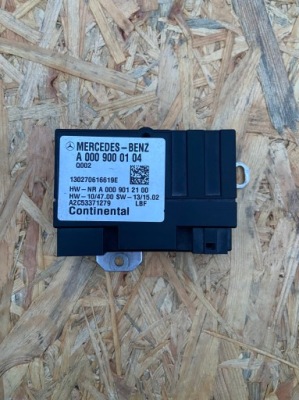 MERCEDES-BENZ
A 000 900 01 04
Q002
130270616619E
HW-NR A 000 901 21 00
HW-10/47.00 SW-13/15.02
A2C53371279 LBF
Continental